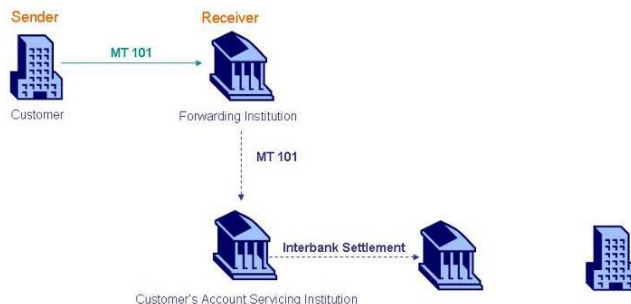 Sender
Receiver
MT 101
Customer
Forwarding Institution
MT 101
Interbank Settlement
Customer's Account Servicing Institution